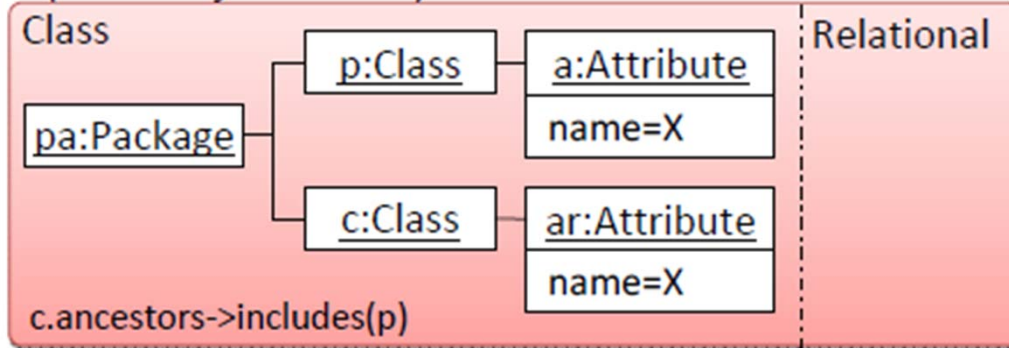 Class
Relational
p:Class
a:Attribute
name=X
pa:Package
c:Class
ar:Attribute
name=X
c.ancestors->includes(p)